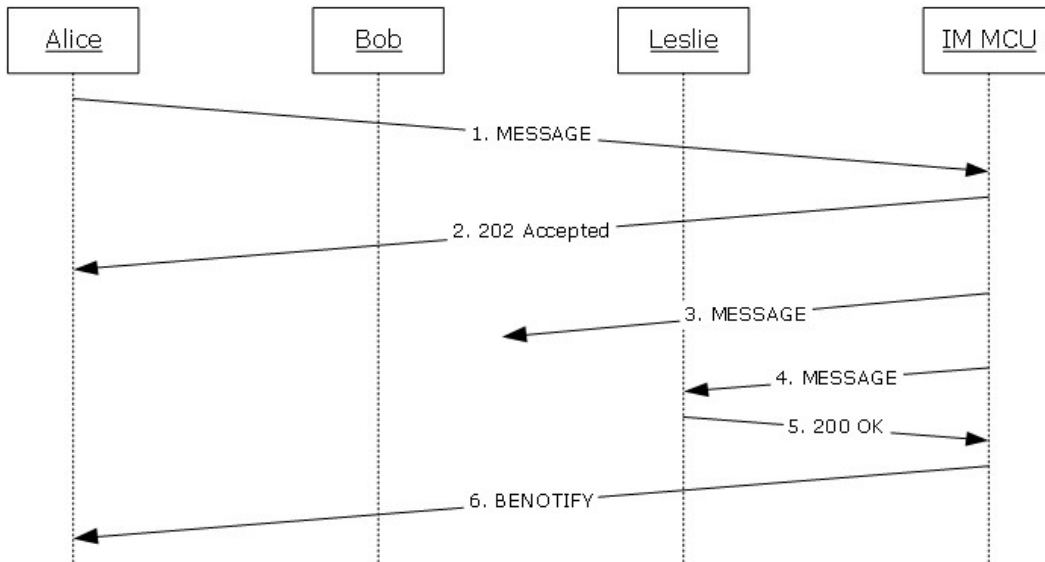 Alice
Bob
Leslie
IM MCU
1. MESSAGE
2. 202 Accepted
3. MESSAGE
4. MESSAGE
5. 200 OK
6. BENOTIFY